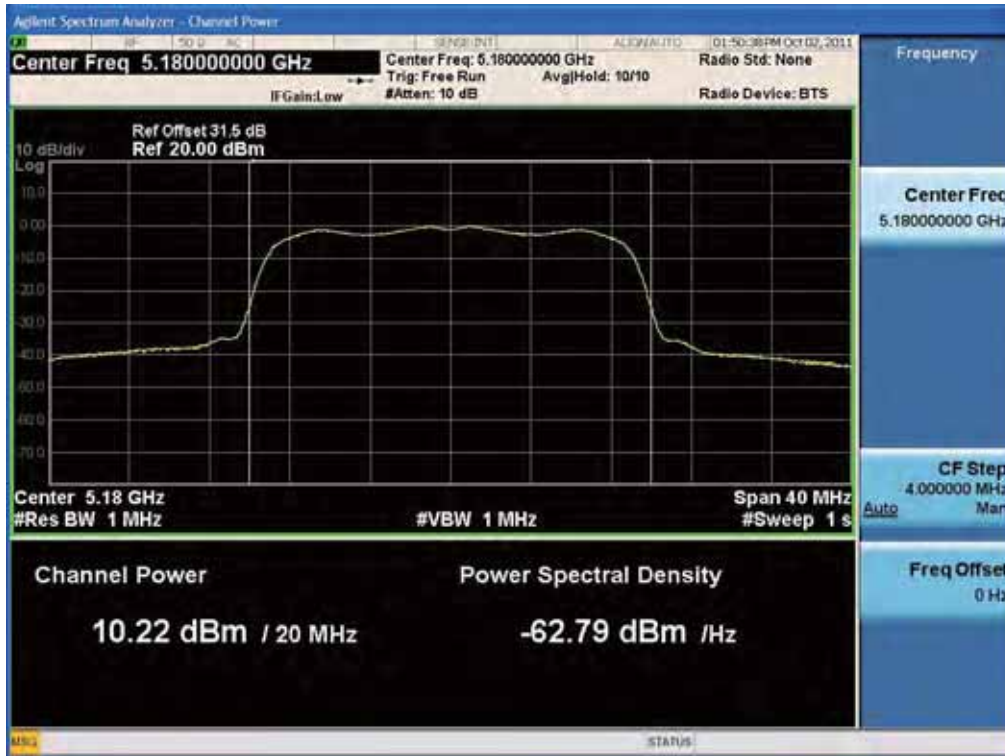 Agilent Spectrum Analyzer - Channel Power
RF 50 Ω AC SENSE:INT ALIGN AUTO 01:50:38 PM Oct 02, 2011
Center Freq 5.180000000 GHz
Center Freq: 5.180000000 GHz
Radio Std: None
Trig: Free Run Avg|Hold: 10/10
IFGain:Low
#Atten: 10 dB
Radio Device: BTS
Ref Offset 31.5 dB
10 dB/div Ref 20.00 dBm
Log
10.0
0.00
-10.0
-20.0
-30.0
-40.0
-50.0
-60.0
-70.0
Center 5.18 GHz
Span 40 MHz
#Res BW 1 MHz
#VBW 1 MHz
#Sweep 1 s
Channel Power
Power Spectral Density
10.22 dBm / 20 MHz
-62.79 dBm /Hz
MSG
STATUS
Frequency
Center Freq
5.180000000 GHz
CF Step
4.000000 MHz
Auto Man
Freq Offset
0 Hz